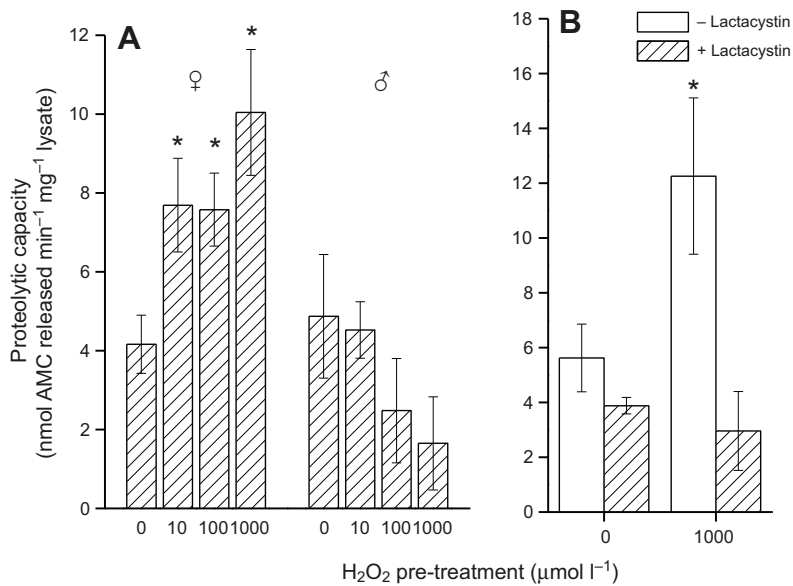 A
B
– Lactacystin
+ Lactacystin
♀
♂
* * *
*
Proteolytic capacity
(nmol AMC released min⁻¹ mg⁻¹ lysate)
12
10
8
6
4
2
0
18
16
14
12
10
8
6
4
2
0
0 10 100 1000 0 10 100 1000
0 1000
H₂O₂ pre-treatment (μmol l⁻¹)